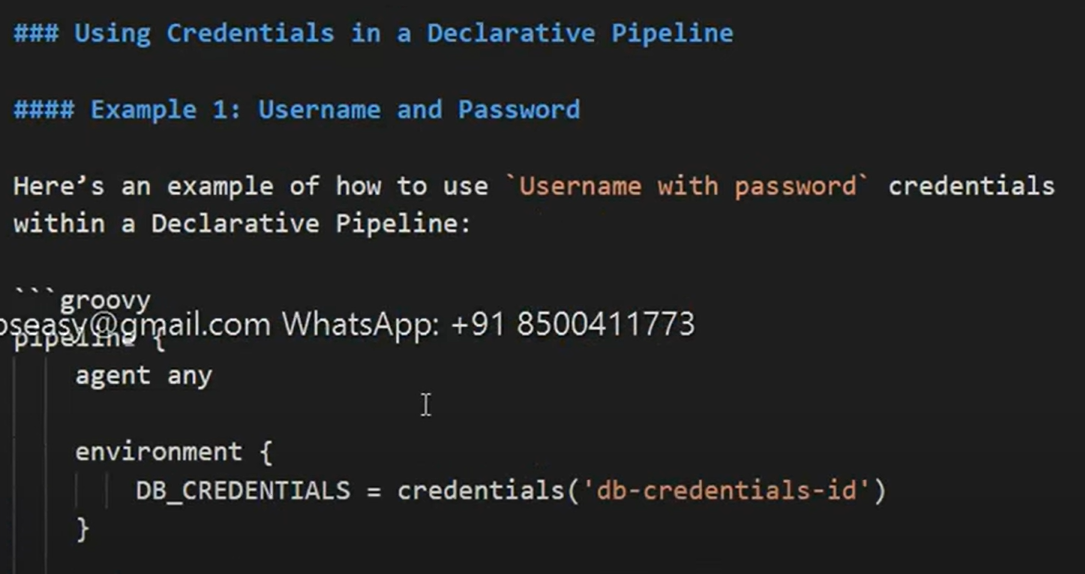 ### Using Credentials in a Declarative Pipeline
#### Example 1: Username and Password
Here’s an example of how to use `Username with password` credentials
within a Declarative Pipeline:
```groovy
pseasy@gmail.com WhatsApp: +91 8500411773
pipeline {
agent any
environment {
DB_CREDENTIALS = credentials('db-credentials-id')
}